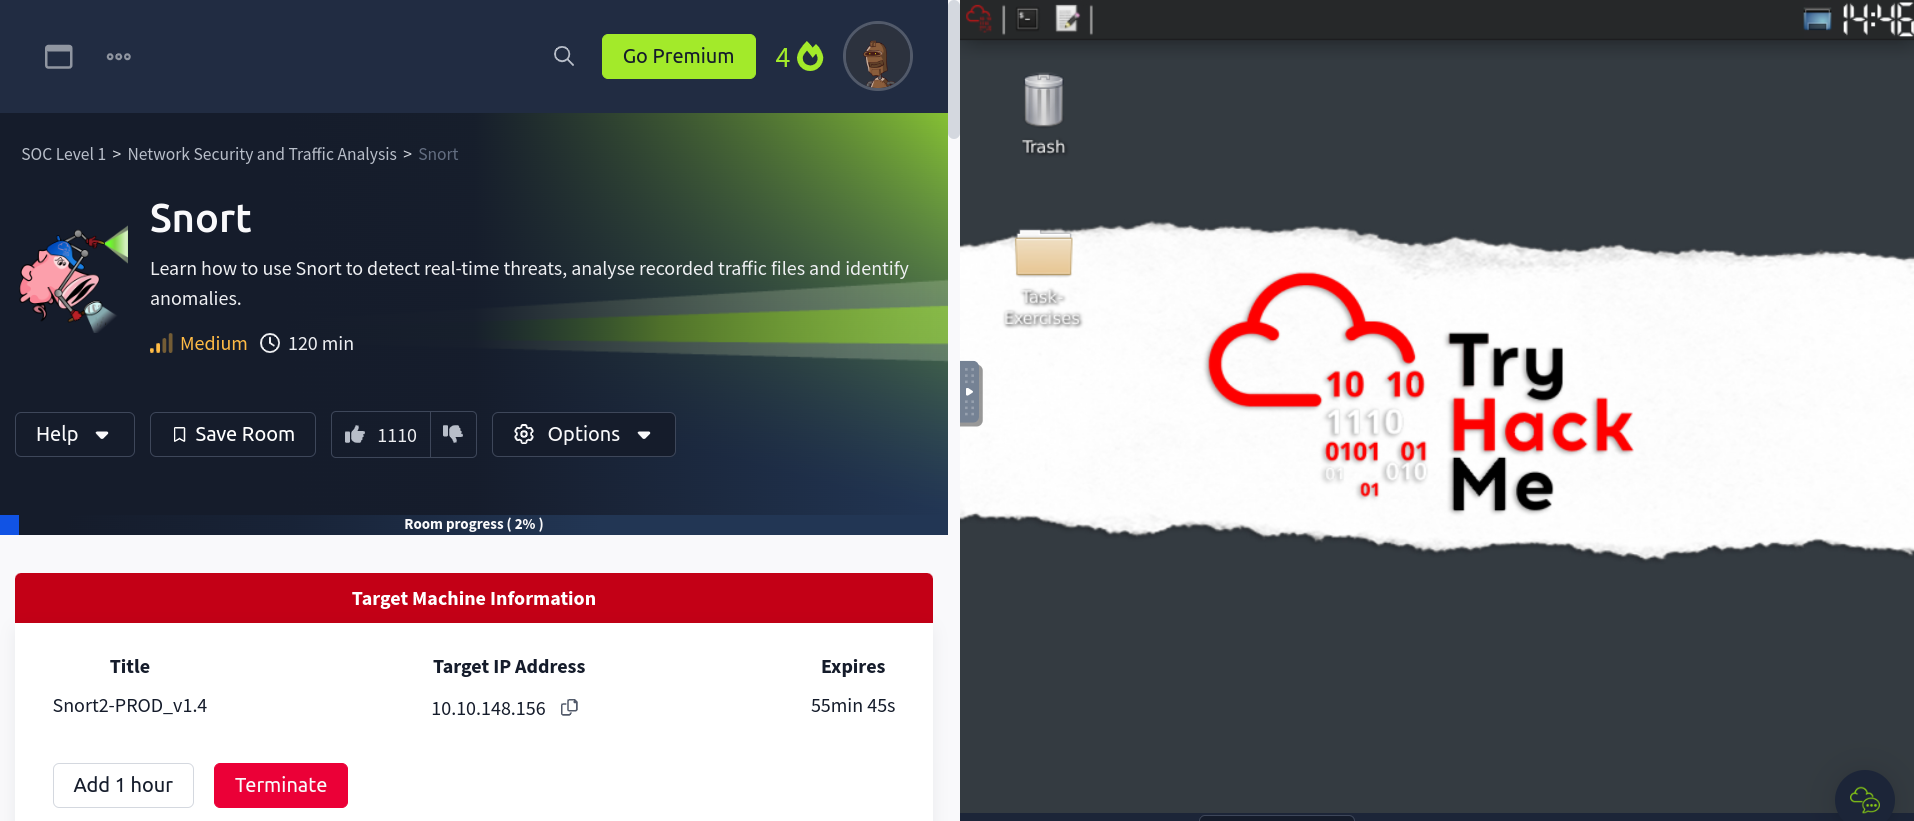 Go Premium
4
SOC Level 1 > Network Security and Traffic Analysis > Snort
Snort
Learn how to use Snort to detect real-time threats, analyse recorded traffic files and identify
anomalies.
Medium 120 min
Help
Save Room
1110
Options
Room progress ( 2% )
Target Machine Information
Title Target IP Address Expires
Snort2-PROD_v1.4 10.10.148.156 55min 45s
Add 1 hour
Terminate
14:46
Trash
Task-
Exercises
10 10
1110
0101 01
01 010
01
Try
Hack
Me